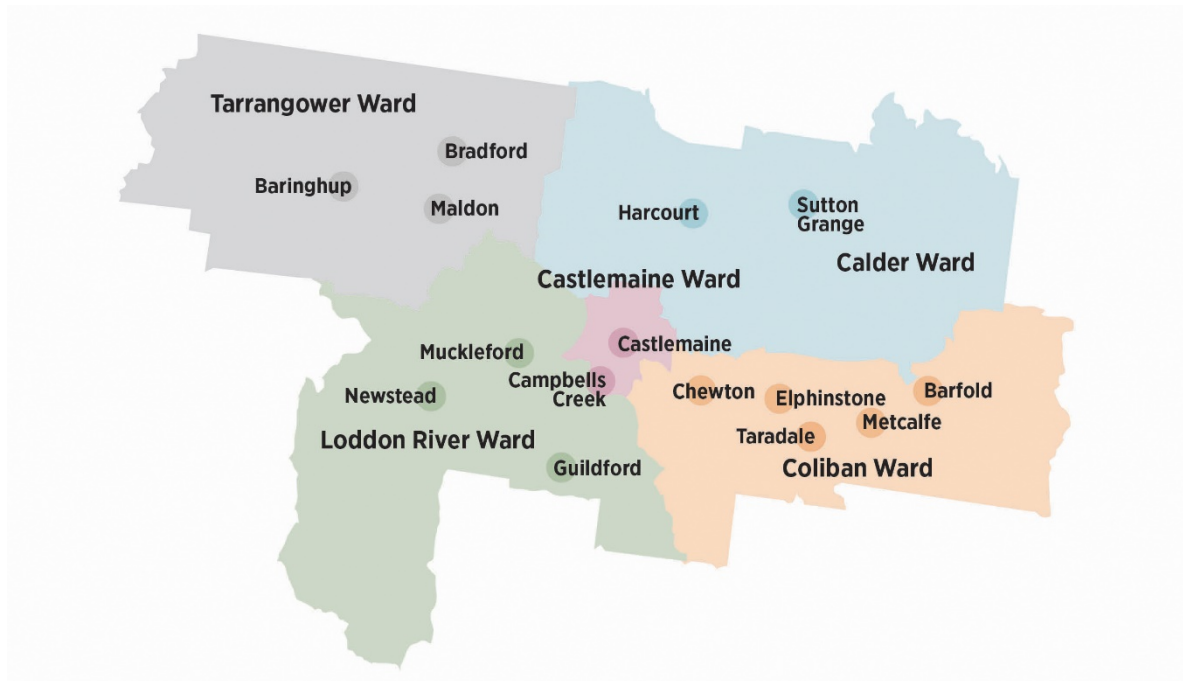 Tarrangower Ward
Bradford
Baringhup
Maldon
Harcourt
Sutton
Grange
Calder Ward
Castlemaine Ward
Castlemaine
Muckleford
Campbells
Creek
Newstead
Loddon River Ward
Guildford
Chewton
Elphinstone
Barfold
Metcalfe
Taradale
Coliban Ward